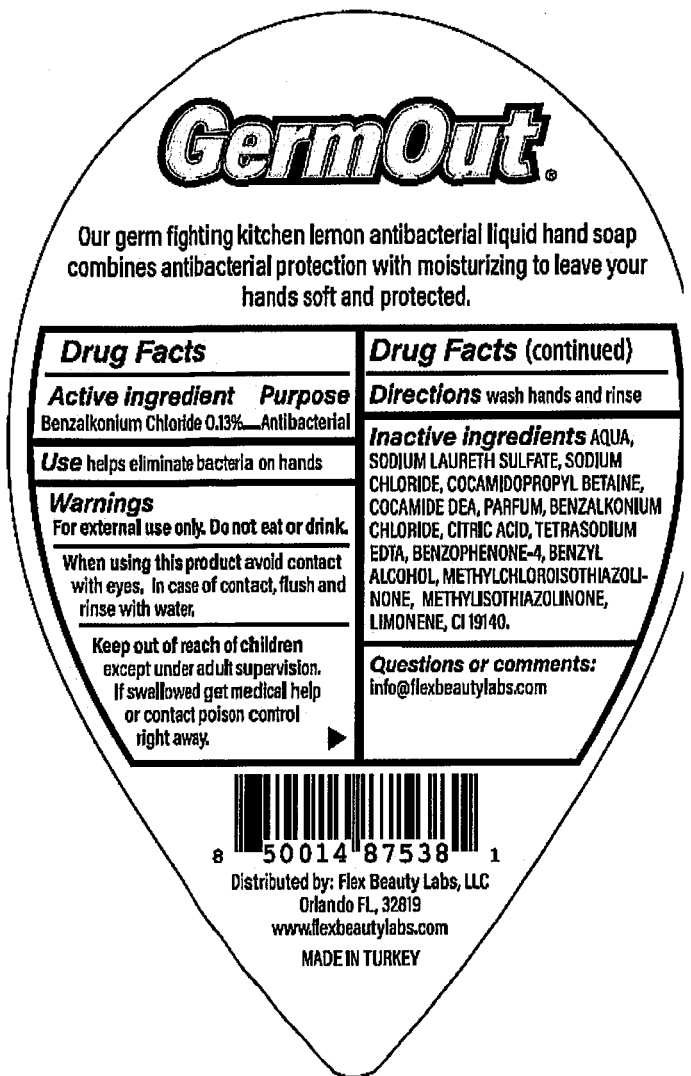 GermOut®
Our germ fighting kitchen lemon antibacterial liquid hand soap
combines antibacterial protection with moisturizing to leave your
hands soft and protected.
Drug Facts
Active ingredient Purpose
Benzalkonium Chloride 0.13%__Antibacterial
Use helps eliminate bacteria on hands
Warnings
For external use only. Do not eat or drink.
When using this product avoid contact
with eyes. In case of contact, flush and
rinse with water.
Keep out of reach of children
except under adult supervision.
If swallowed get medical help
or contact poison control
right away.
Drug Facts (continued)
Directions wash hands and rinse
Inactive ingredients AQUA,
SODIUM LAURETH SULFATE, SODIUM
CHLORIDE, COCAMIDOPROPYL BETAINE,
COCAMIDE DEA, PARFUM, BENZALKONIUM
CHLORIDE, CITRIC ACID, TETRASODIUM
EDTA, BENZOPHENONE-4, BENZYL
ALCOHOL, METHYLCHLOROISOTHIAZOLI-
NONE, METHYLISOTHIAZOLINONE,
LIMONENE, CI 19140.
Questions or comments:
info@flexbeautylabs.com
8 50014 87538 1
Distributed by: Flex Beauty Labs, LLC
Orlando FL, 32819
www.flexbeautylabs.com
MADE IN TURKEY